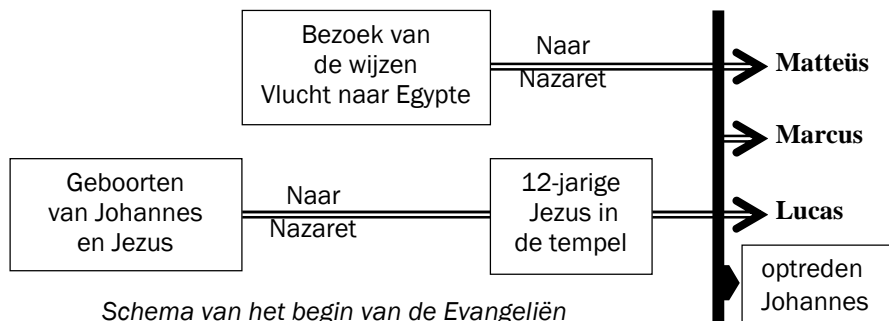 Bezoek van
de wijzen
Vlucht naar Egypte
Naar
Nazaret
Matteüs
Marcus
Geboorten
van Johannes
en Jezus
Naar
Nazaret
12-jarige
Jezus in
de tempel
Lucas
optreden
Johannes
Schema van het begin van de Evangeliën